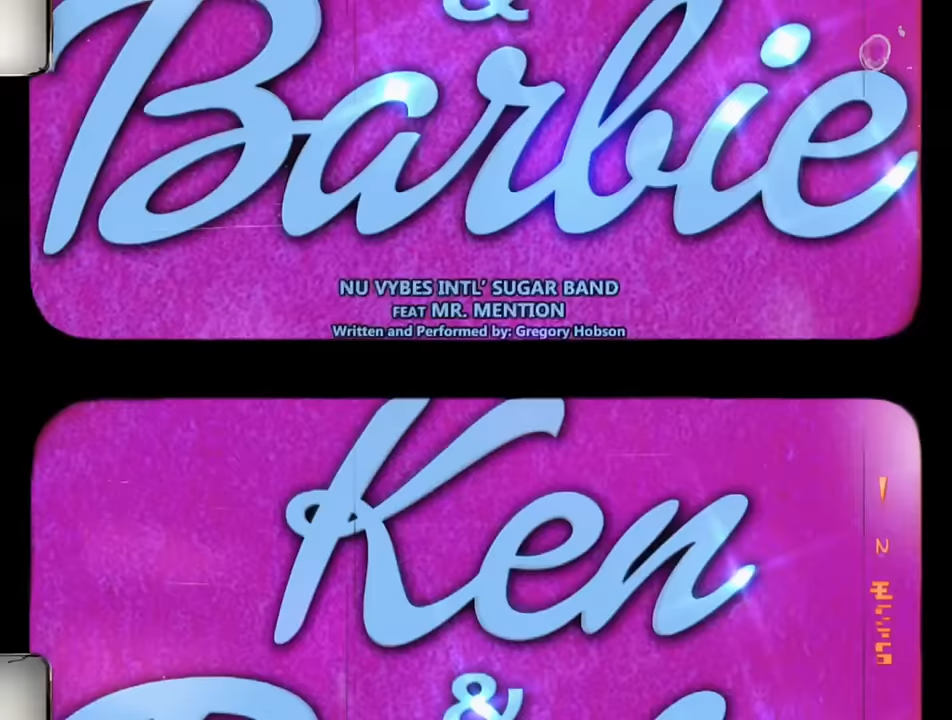 &
Barbie
NU VYBES INTL' SUGAR BAND
FEAT MR. MENTION
Written and Performed by: Gregory Hobson
Ken
&